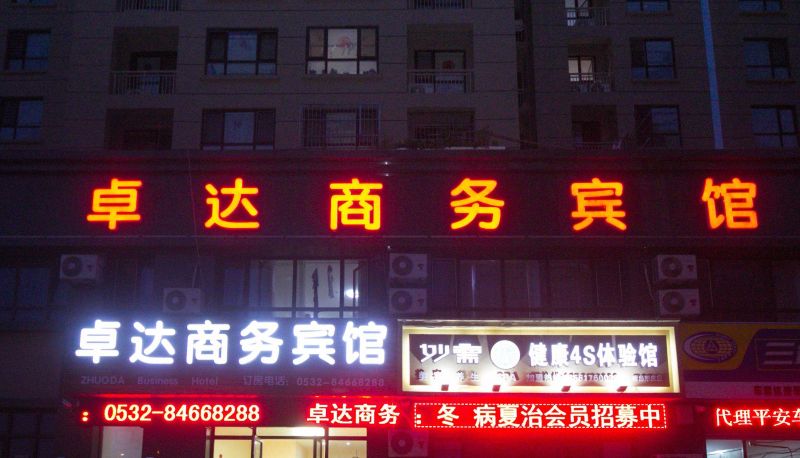 卓达商务宾馆
卓达商务宾馆
ZHUODA Business Hotel 订房电话：0532-84668288
健康4S体验馆
：0532-84668288 卓达商务
：冬 病夏治会员招募中
代理平安车